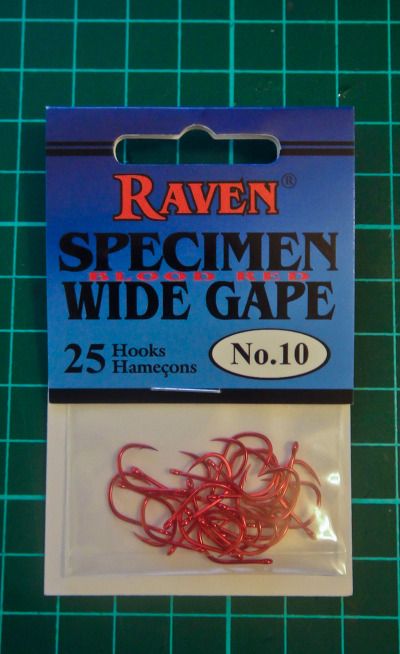 RAVEN®
SPECIMEN
BLOOD RED
WIDE GAPE
25 Hooks
Hameçons
No.10